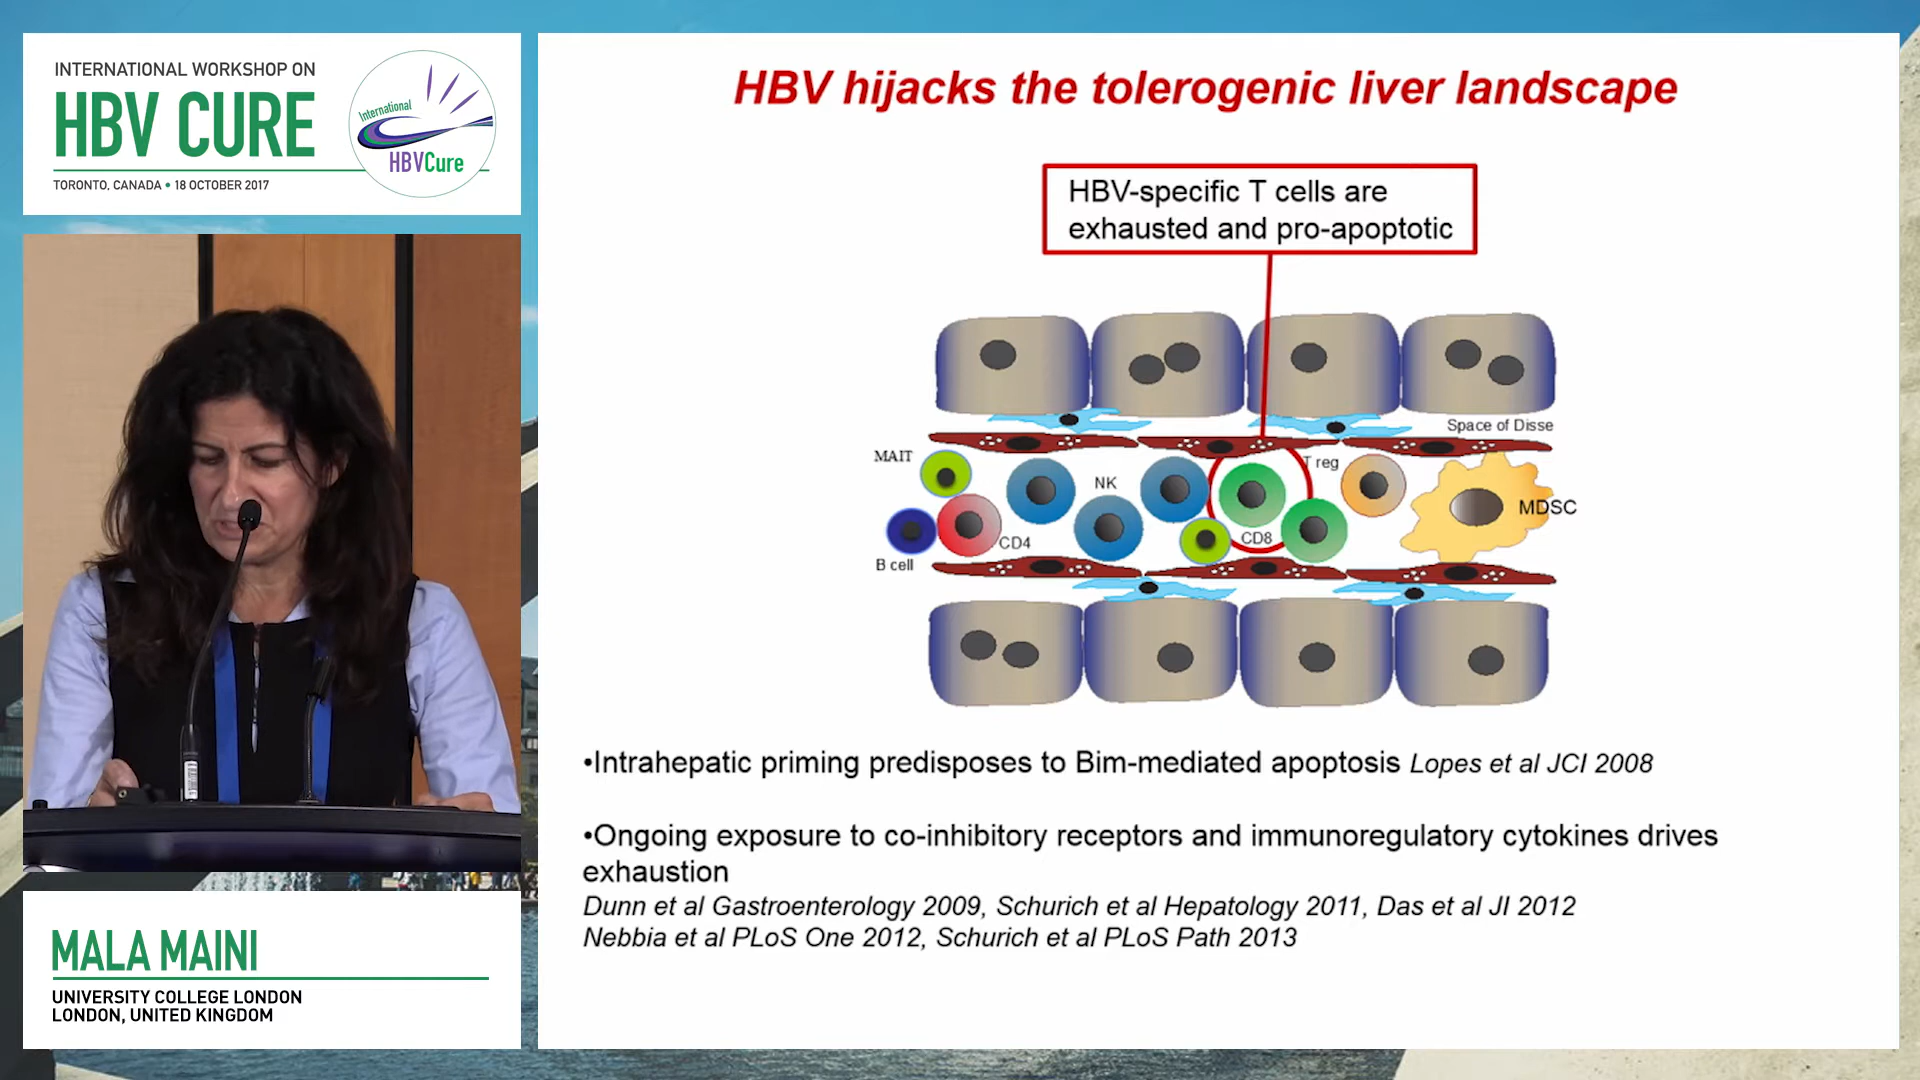 INTERNATIONAL WORKSHOP ON
HBV CURE
TORONTO, CANADA • 18 OCTOBER 2017
International
HBVCure
HBV hijacks the tolerogenic liver landscape
HBV-specific T cells are
exhausted and pro-apoptotic
Space of Disse
MAIT
NK
T reg
MDSC
CD4
CD8
B cell
•Intrahepatic priming predisposes to Bim-mediated apoptosis Lopes et al JCI 2008
•Ongoing exposure to co-inhibitory receptors and immunoregulatory cytokines drives
exhaustion
Dunn et al Gastroenterology 2009, Schurich et al Hepatology 2011, Das et al JI 2012
Nebbia et al PLoS One 2012, Schurich et al PLoS Path 2013
MALA MAINI
UNIVERSITY COLLEGE LONDON
LONDON, UNITED KINGDOM